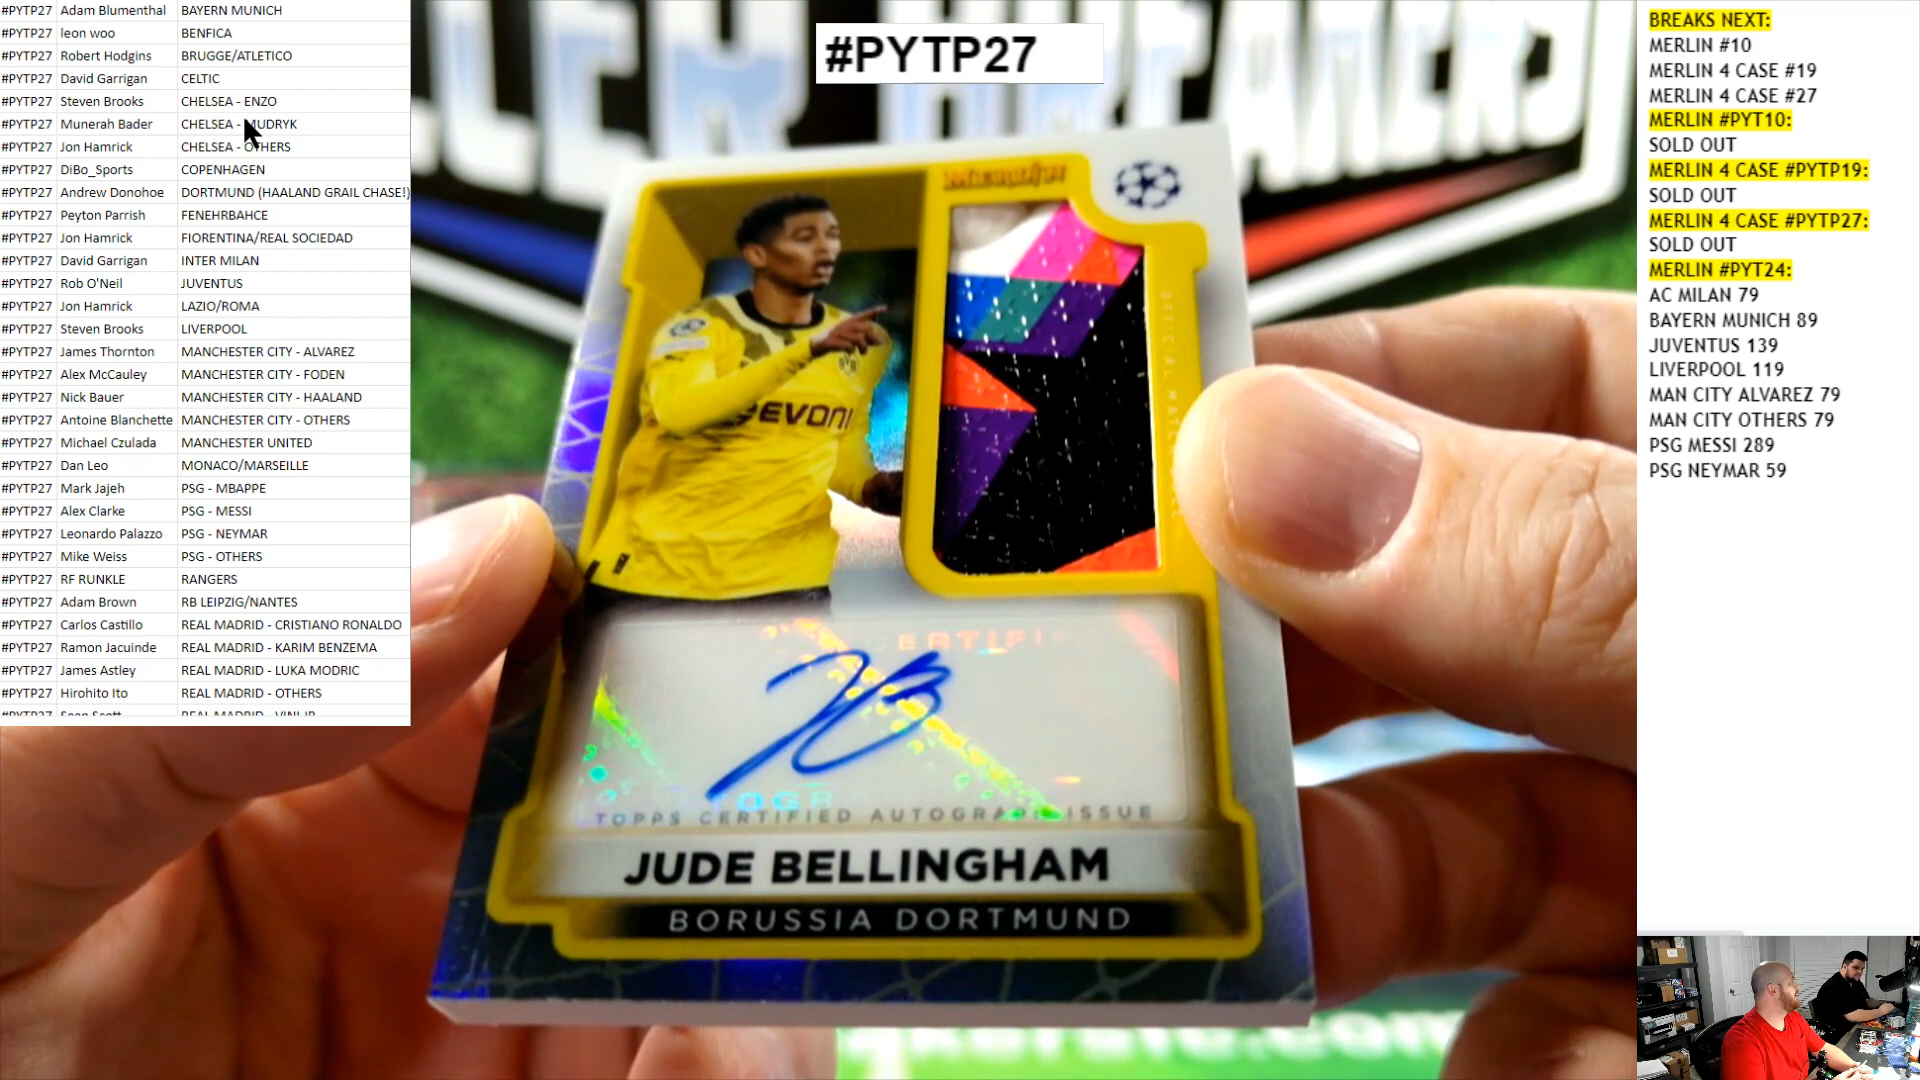 #PYTP27 Adam Blumenthal BAYERN MUNICH
#PYTP27 leon woo BENFICA
#PYTP27 Robert Hodgins BRUGGE/ATLETICO
#PYTP27 David Garrigan CELTIC
#PYTP27 Steven Brooks CHELSEA - ENZO
#PYTP27 Munerah Bader CHELSEA - MUDRYK
#PYTP27 Jon Hamrick CHELSEA - OTHERS
#PYTP27 DiBo_Sports COPENHAGEN
#PYTP27 Andrew Donohoe DORTMUND (HAALAND GRAIL CHASE!)
#PYTP27 Peyton Parrish FENEHRBAHCE
#PYTP27 Jon Hamrick FIORENTINA/REAL SOCIEDAD
#PYTP27 David Garrigan INTER MILAN
#PYTP27 Rob O'Neil JUVENTUS
#PYTP27 Jon Hamrick LAZIO/ROMA
#PYTP27 Steven Brooks LIVERPOOL
#PYTP27 James Thornton MANCHESTER CITY - ALVAREZ
#PYTP27 Alex McCauley MANCHESTER CITY - FODEN
#PYTP27 Nick Bauer MANCHESTER CITY - HAALAND
#PYTP27 Antoine Blanchette MANCHESTER CITY - OTHERS
#PYTP27 Michael Czulada MANCHESTER UNITED
#PYTP27 Dan Leo MONACO/MARSEILLE
#PYTP27 Mark Jajeh PSG - MBAPPE
#PYTP27 Alex Clarke PSG - MESSI
#PYTP27 Leonardo Palazzo PSG - NEYMAR
#PYTP27 Mike Weiss PSG - OTHERS
#PYTP27 RF RUNKLE RANGERS
#PYTP27 Adam Brown RB LEIPZIG/NANTES
#PYTP27 Carlos Castillo REAL MADRID - CRISTIANO RONALDO
#PYTP27 Ramon Jacuinde REAL MADRID - KARIM BENZEMA
#PYTP27 James Astley REAL MADRID - LUKA MODRIC
#PYTP27 Hirohito Ito REAL MADRID - OTHERS
#PYTP27
#PYTP27
EVONI
TOPPS CERTIFIED AUTOGRAPH ISSUE
JUDE BELLINGHAM
BORUSSIA DORTMUND
BREAKS NEXT:
MERLIN #10
MERLIN 4 CASE #19
MERLIN 4 CASE #27
MERLIN #PYT10:
SOLD OUT
MERLIN 4 CASE #PYTP19:
SOLD OUT
MERLIN 4 CASE #PYTP27:
SOLD OUT
MERLIN #PYT24:
AC MILAN 79
BAYERN MUNICH 89
JUVENTUS 139
LIVERPOOL 119
MAN CITY ALVAREZ 79
MAN CITY OTHERS 79
PSG MESSI 289
PSG NEYMAR 59